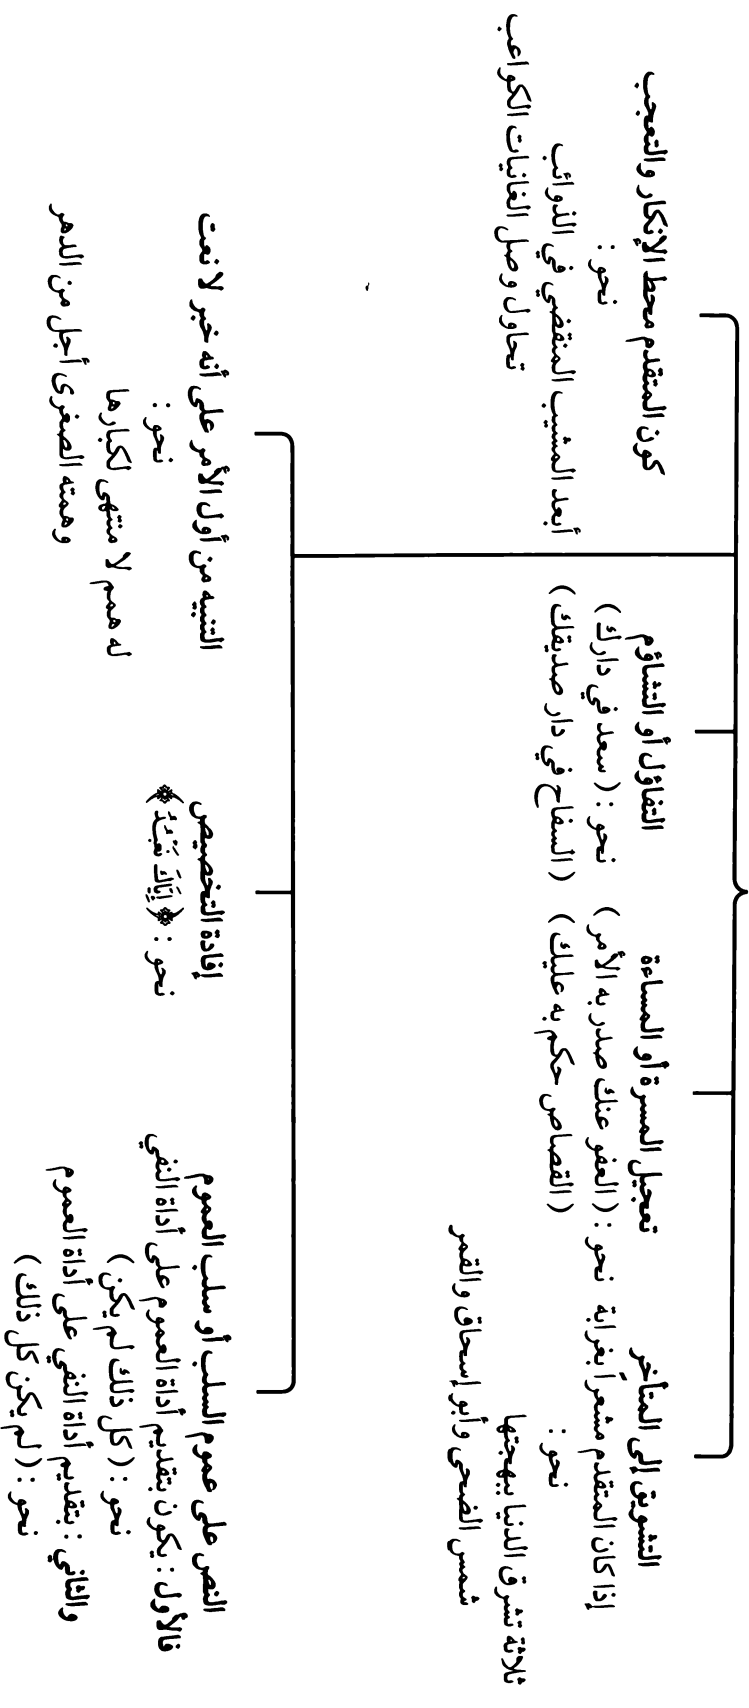 التشويق إلى المتأخر
إذا كان المتقدم مشعراً بغرابة
نحو :
ثلاثة تشرق الدنيا ببهجتها
شمس الضحى وأبو إسحاق والقمر
تعجيل المسرة أو المساءة
نحو : ( العفو عنك صدر به الأمر )
( القصاص حكم به عليك )
التفاؤل أو التشاؤم
نحو : ( سعد في دارك )
( السفاح في دار صديقك )
كون المتقدم محط الإنكار والتعجب
نحو :
أبعد المشيب المنقضي في الذوائب
تحاول وصل الغانيات الكواعب
النص على عموم السلب أو سلب العموم
فالأول : يكون بتقديم أداة العموم على أداة النفي
نحو : ( كل ذلك لم يكن )
والثاني : بتقديم أداة النفي على أداة العموم
نحو : ( لم يكن كل ذلك )
إفادة التخصيص
نحو : ﴿ إِيَّاكَ نَعْبُدُ ﴾
التنبيه من أول الأمر على أنه خبر لا نعت
نحو :
له همم لا منتهى لكبارها
وهمته الصغرى أجل من الدهر